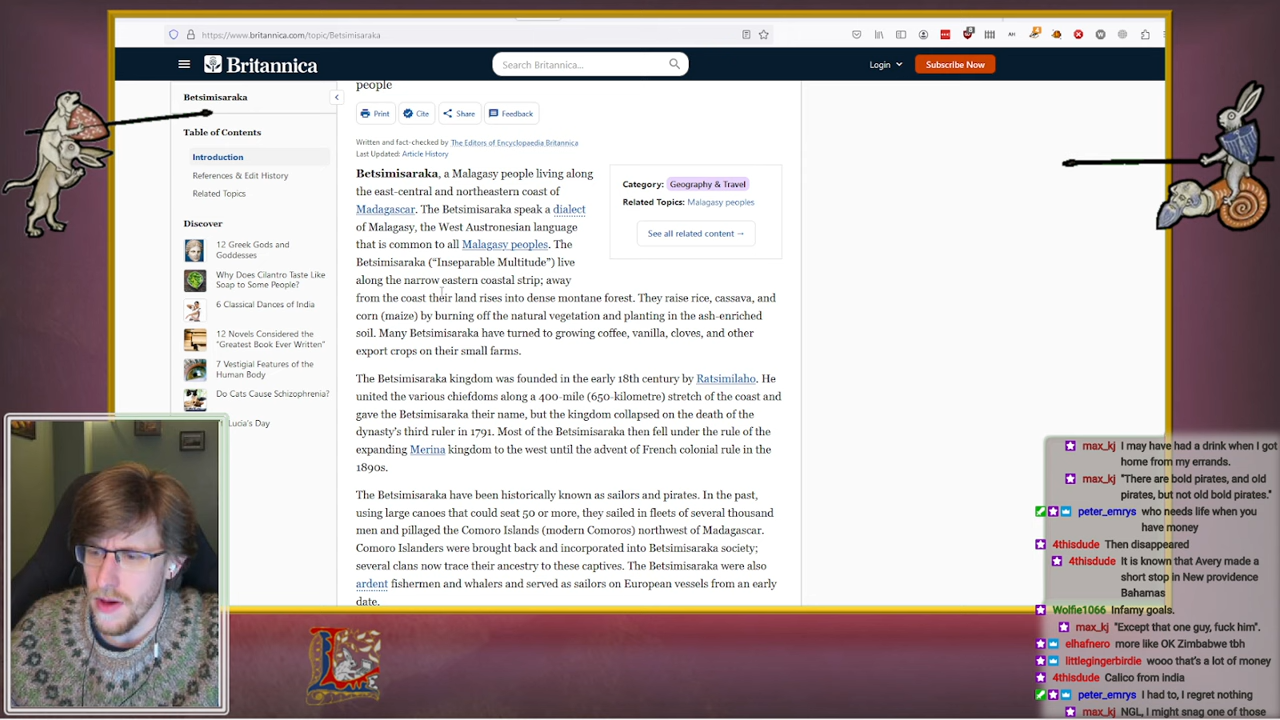 https://www.britannica.com/topic/Betsimisaraka
Britannica
Search Britannica...
Login
Subscribe Now
Betsimisaraka
Table of Contents
Introduction
References & Edit History
Related Topics
Discover
12 Greek Gods and
Goddesses
Why Does Cilantro Taste Like
Soap to Some People?
6 Classical Dances of India
12 Novels Considered the
"Greatest Book Ever Written"
7 Vestigial Features of the
Human Body
Do Cats Cause Schizophrenia?
Lucia's Day
people
Print
Cite
Share
Feedback
Written and fact-checked by The Editors of Encyclopaedia Britannica
Last Updated: Article History
Betsimisaraka, a Malagasy people living along
the east-central and northeastern coast of
Madagascar. The Betsimisaraka speak a dialect
of Malagasy, the West Austronesian language
that is common to all Malagasy peoples. The
Betsimisaraka (“Inseparable Multitude”) live
along the narrow eastern coastal strip; away
from the coast their land rises into dense montane forest. They raise rice, cassava, and
corn (maize) by burning off the natural vegetation and planting in the ash-enriched
soil. Many Betsimisaraka have turned to growing coffee, vanilla, cloves, and other
export crops on their small farms.
Category: Geography & Travel
Related Topics: Malagasy peoples
See all related content →
The Betsimisaraka kingdom was founded in the early 18th century by Ratsimilaho. He
united the various chiefdoms along a 400-mile (650-kilometre) stretch of the coast and
gave the Betsimisaraka their name, but the kingdom collapsed on the death of the
dynasty's third ruler in 1791. Most of the Betsimisaraka then fell under the rule of the
expanding Merina kingdom to the west until the advent of French colonial rule in the
1890s.
The Betsimisaraka have been historically known as sailors and pirates. In the past,
using large canoes that could seat 50 or more, they sailed in fleets of several thousand
men and pillaged the Comoro Islands (modern Comoros) northwest of Madagascar.
Comoro Islanders were brought back and incorporated into Betsimisaraka society;
several clans now trace their ancestry to these captives. The Betsimisaraka were also
ardent fishermen and whalers and served as sailors on European vessels from an early
date.
max_kj I may have had a drink when I got
home from my errands.
max_kj "There are bold pirates, and old
pirates, but not old bold pirates."
peter_emrys who needs life when you
have money
4thisdude Then disappeared
4thisdude It is known that Avery made a
short stop in New providence
Bahamas
Wolfie1066 Infamy goals.
max_kj "Except that one guy, fuck him".
elhafnero more like OK Zimbabwe tbh
littlegingerbirdie wooo that's a lot of money
4thisdude Calico from india
peter_emrys I had to, I regret nothing
max_kj NGL, I might snag one of those